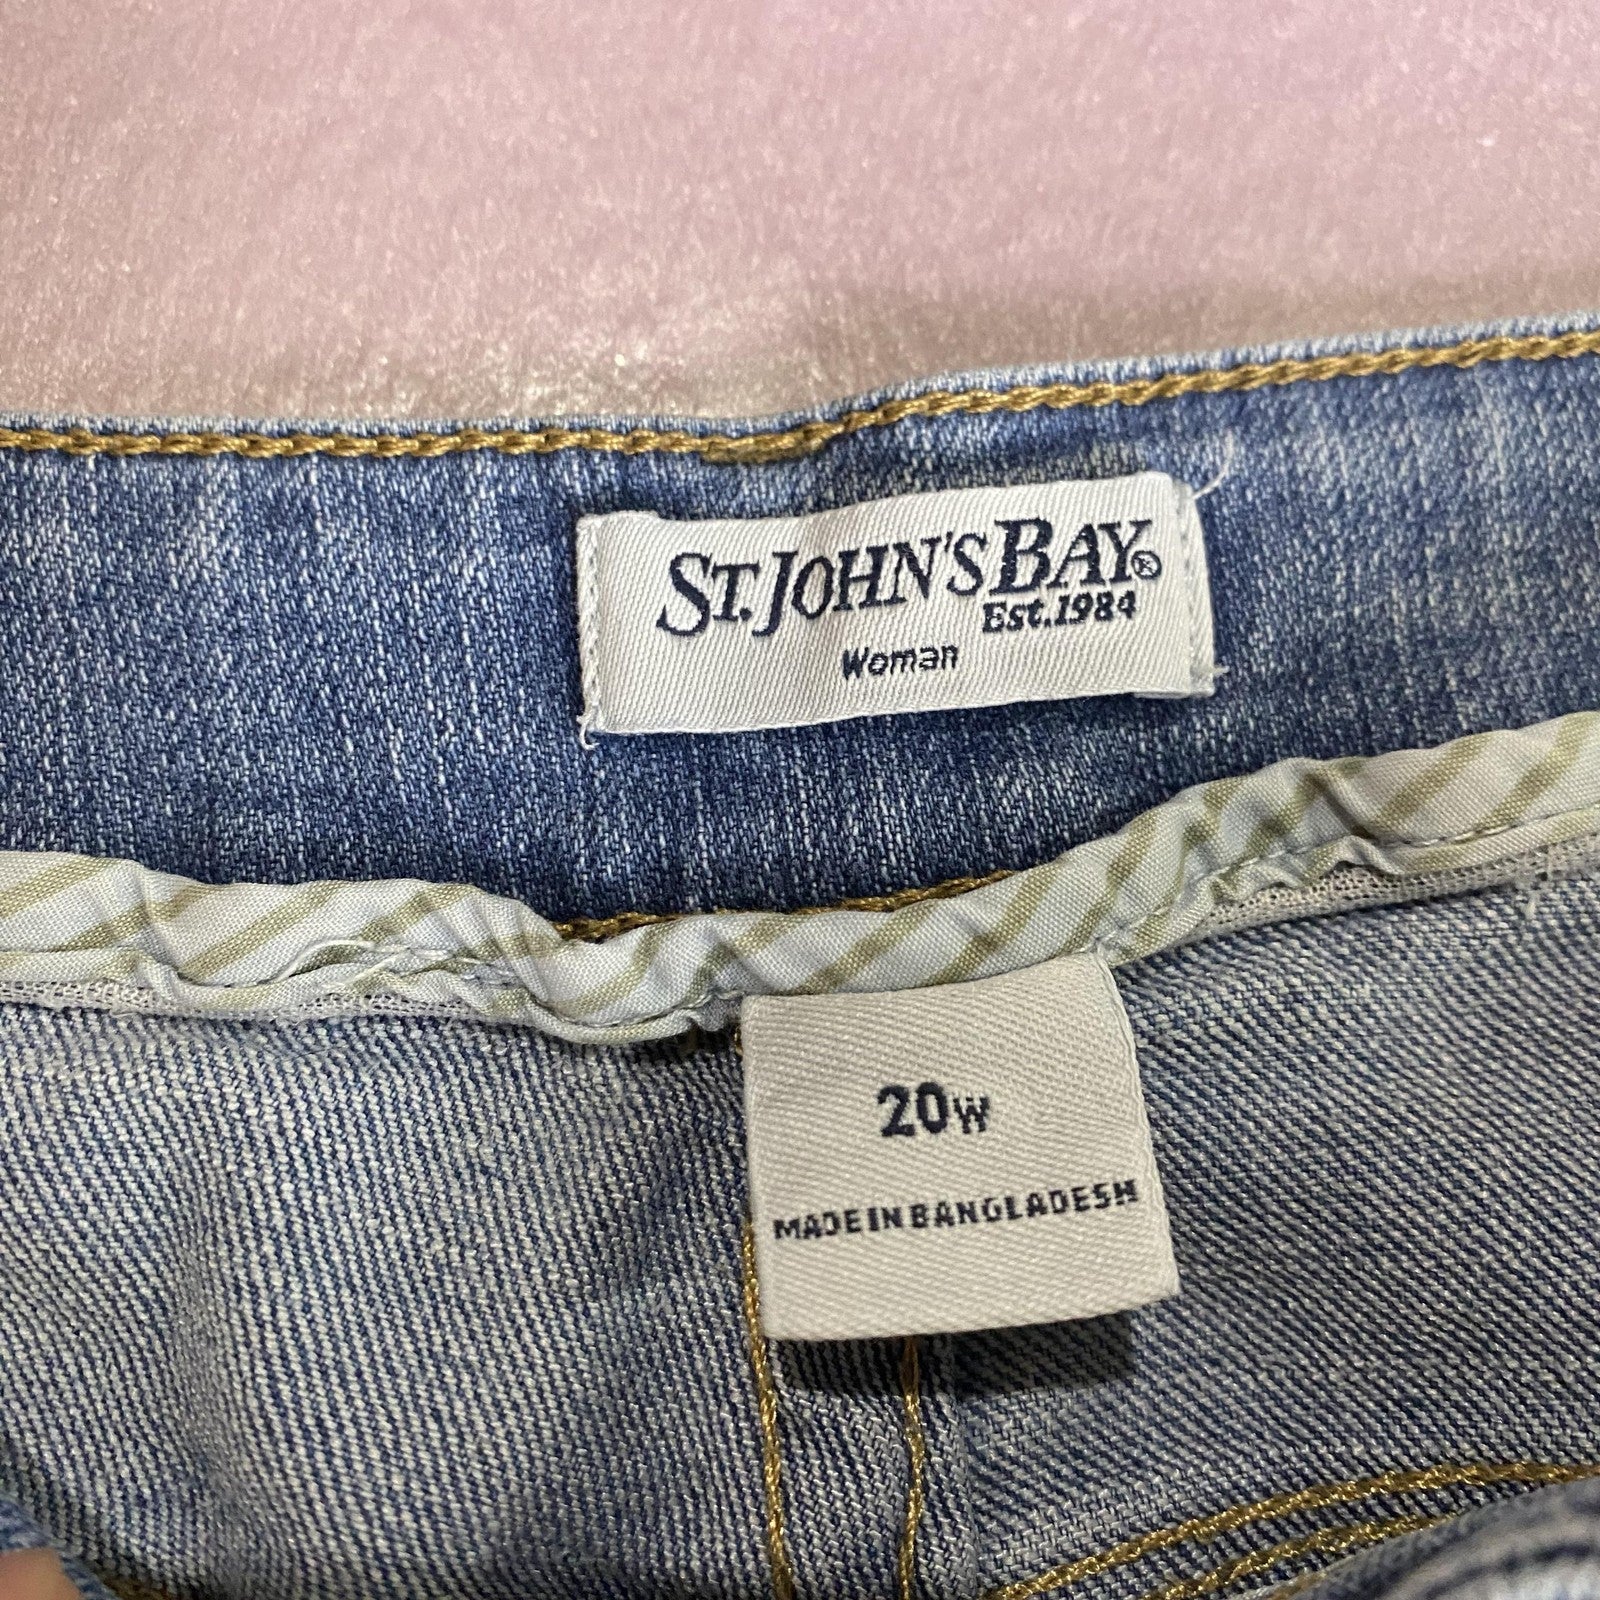 ST. JOHN'S BAY®
Est. 1984
Woman
20W
MADE IN BANGLADESH